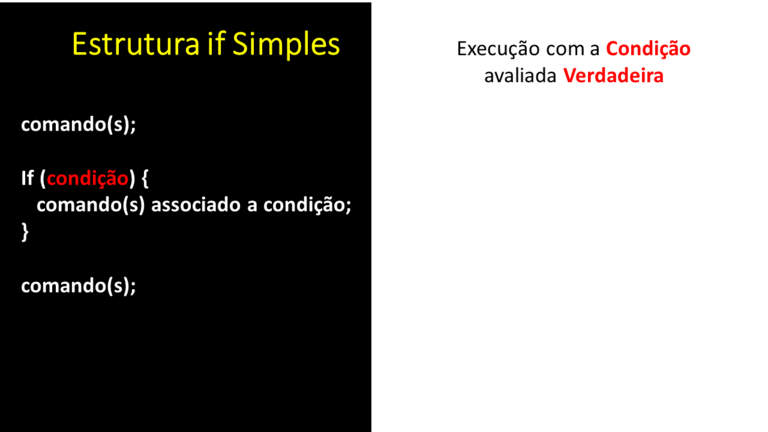 Estrutura if Simples
comando(s);
If (condição) {
comando(s) associado a condição;
}
comando(s);
Execução com a Condição
avaliada Verdadeira